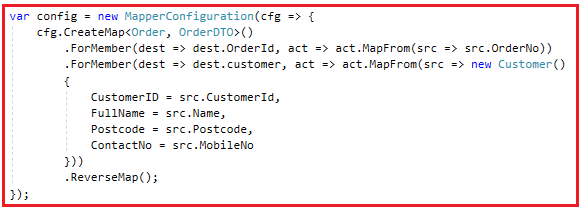 var config = new MapperConfiguration(cfg => {
    cfg.CreateMap<Order, OrderDTO>()
        .ForMember(dest => dest.OrderId, act => act.MapFrom(src => src.OrderNo))
        .ForMember(dest => dest.customer, act => act.MapFrom(src => new Customer()
        {
            CustomerID = src.CustomerId,
            FullName = src.Name,
            Postcode = src.Postcode,
            ContactNo = src.MobileNo
        }))
        .ReverseMap();
});